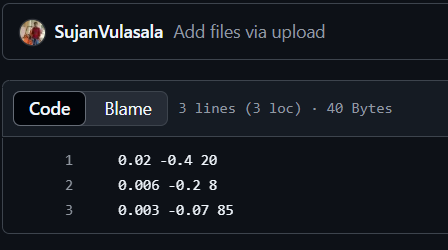 SujanVulasala Add files via upload
Code Blame 3 lines (3 loc) · 40 Bytes
1 0.02 -0.4 20
2 0.006 -0.2 8
3 0.003 -0.07 85